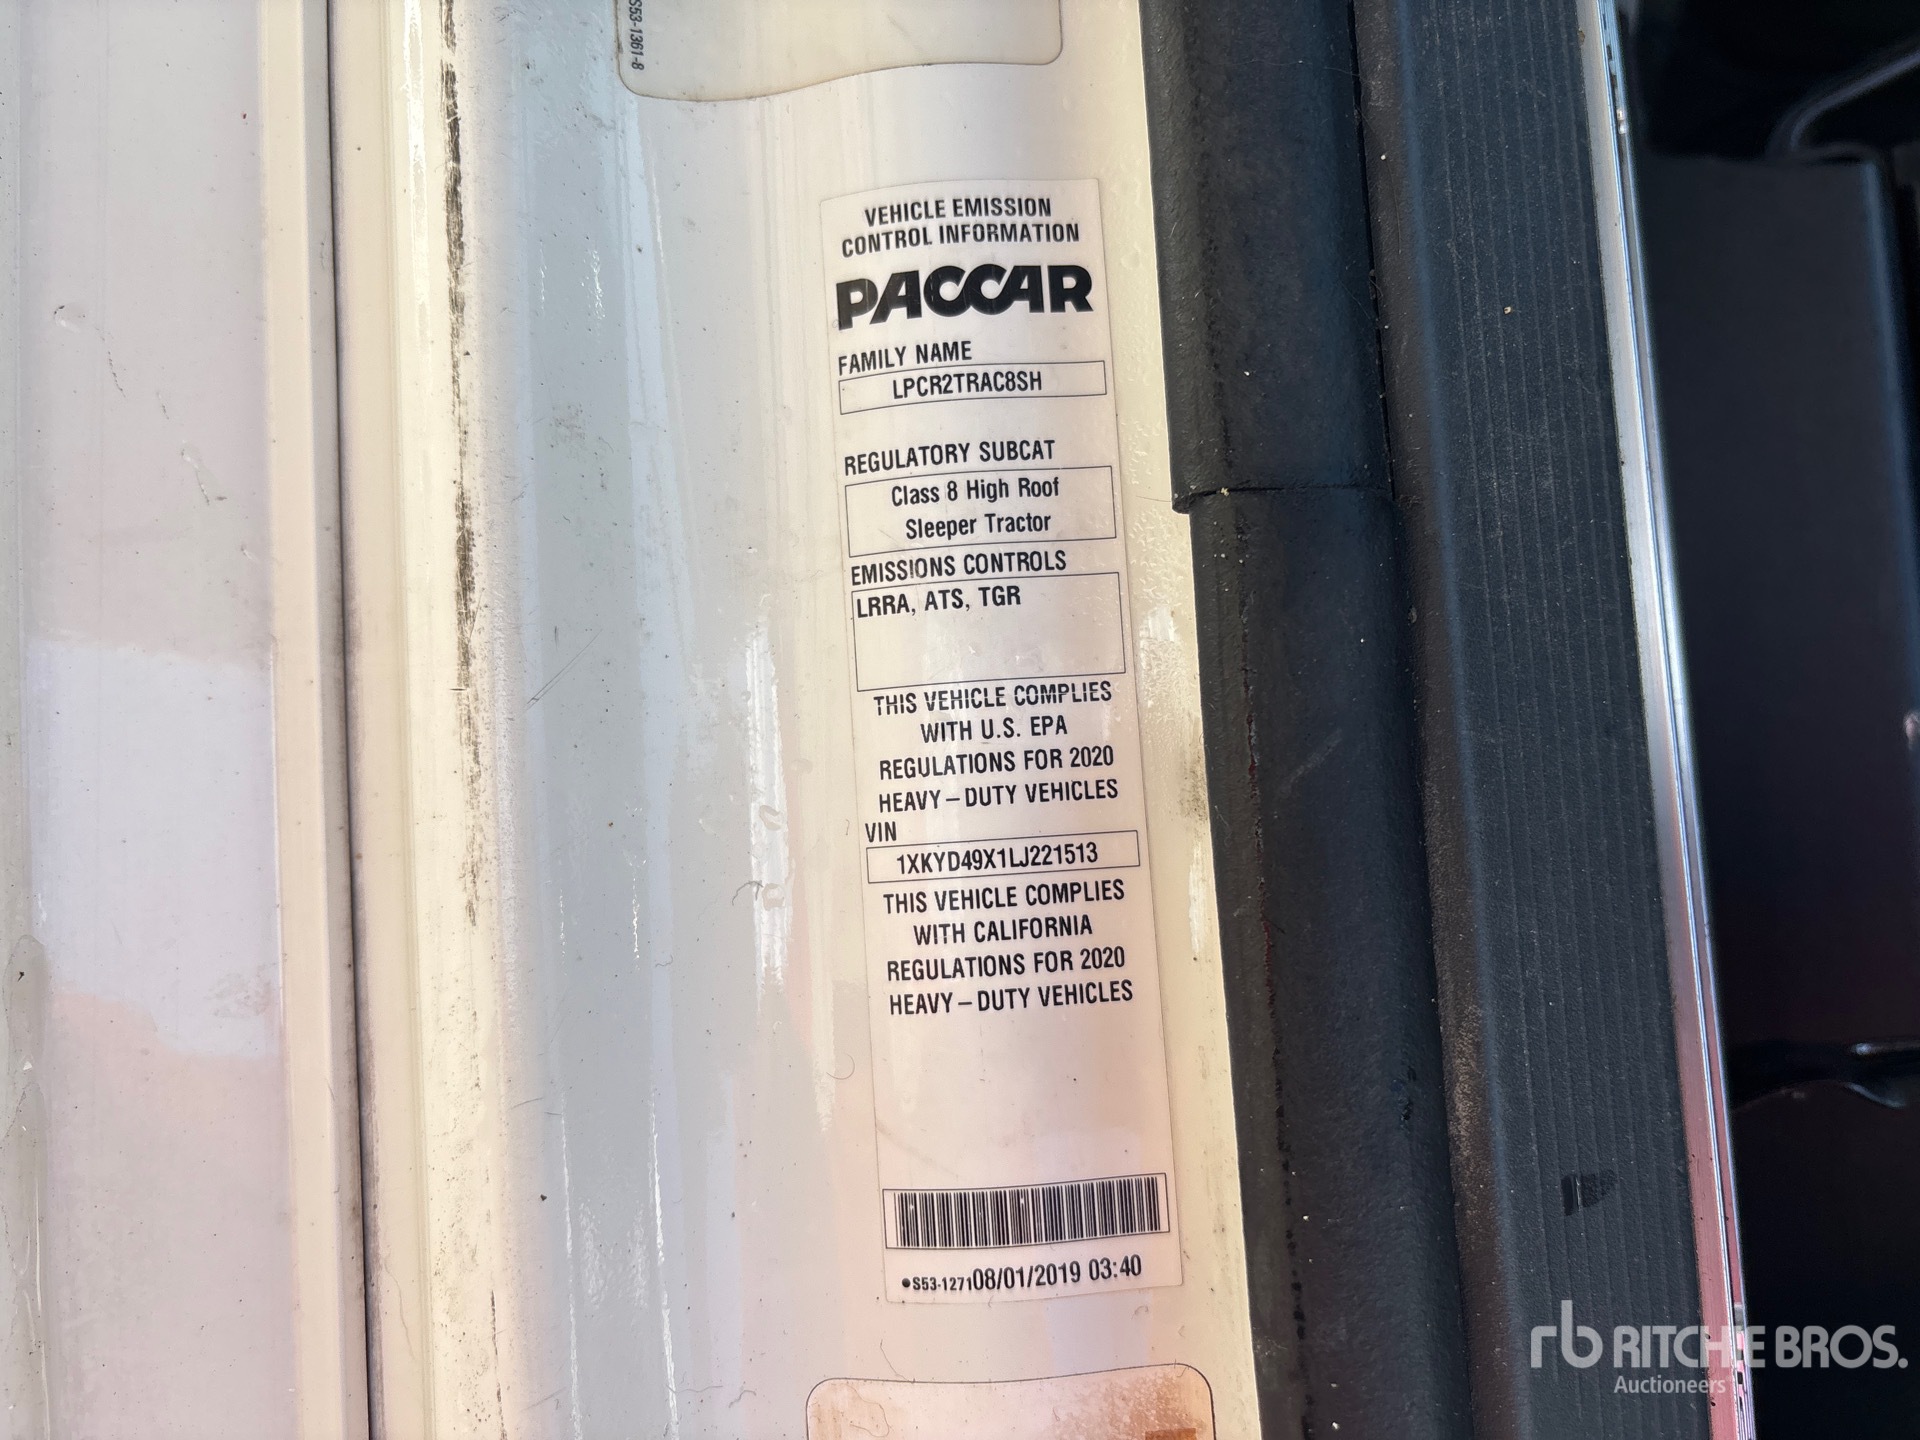 S53-1361-8
VEHICLE EMISSION
CONTROL INFORMATION
PACCAR
FAMILY NAME
LPCR2TRAC8SH
REGULATORY SUBCAT
Class 8 High Roof
Sleeper Tractor
EMISSIONS CONTROLS
LRRA, ATS, TGR
THIS VEHICLE COMPLIES
WITH U.S. EPA
REGULATIONS FOR 2020
HEAVY – DUTY VEHICLES
VIN
1XKYD49X1LJ221513
THIS VEHICLE COMPLIES
WITH CALIFORNIA
REGULATIONS FOR 2020
HEAVY – DUTY VEHICLES
•S53-1271 08/01/2019 03:40
rb RITCHIE BROS.
Auctioneers